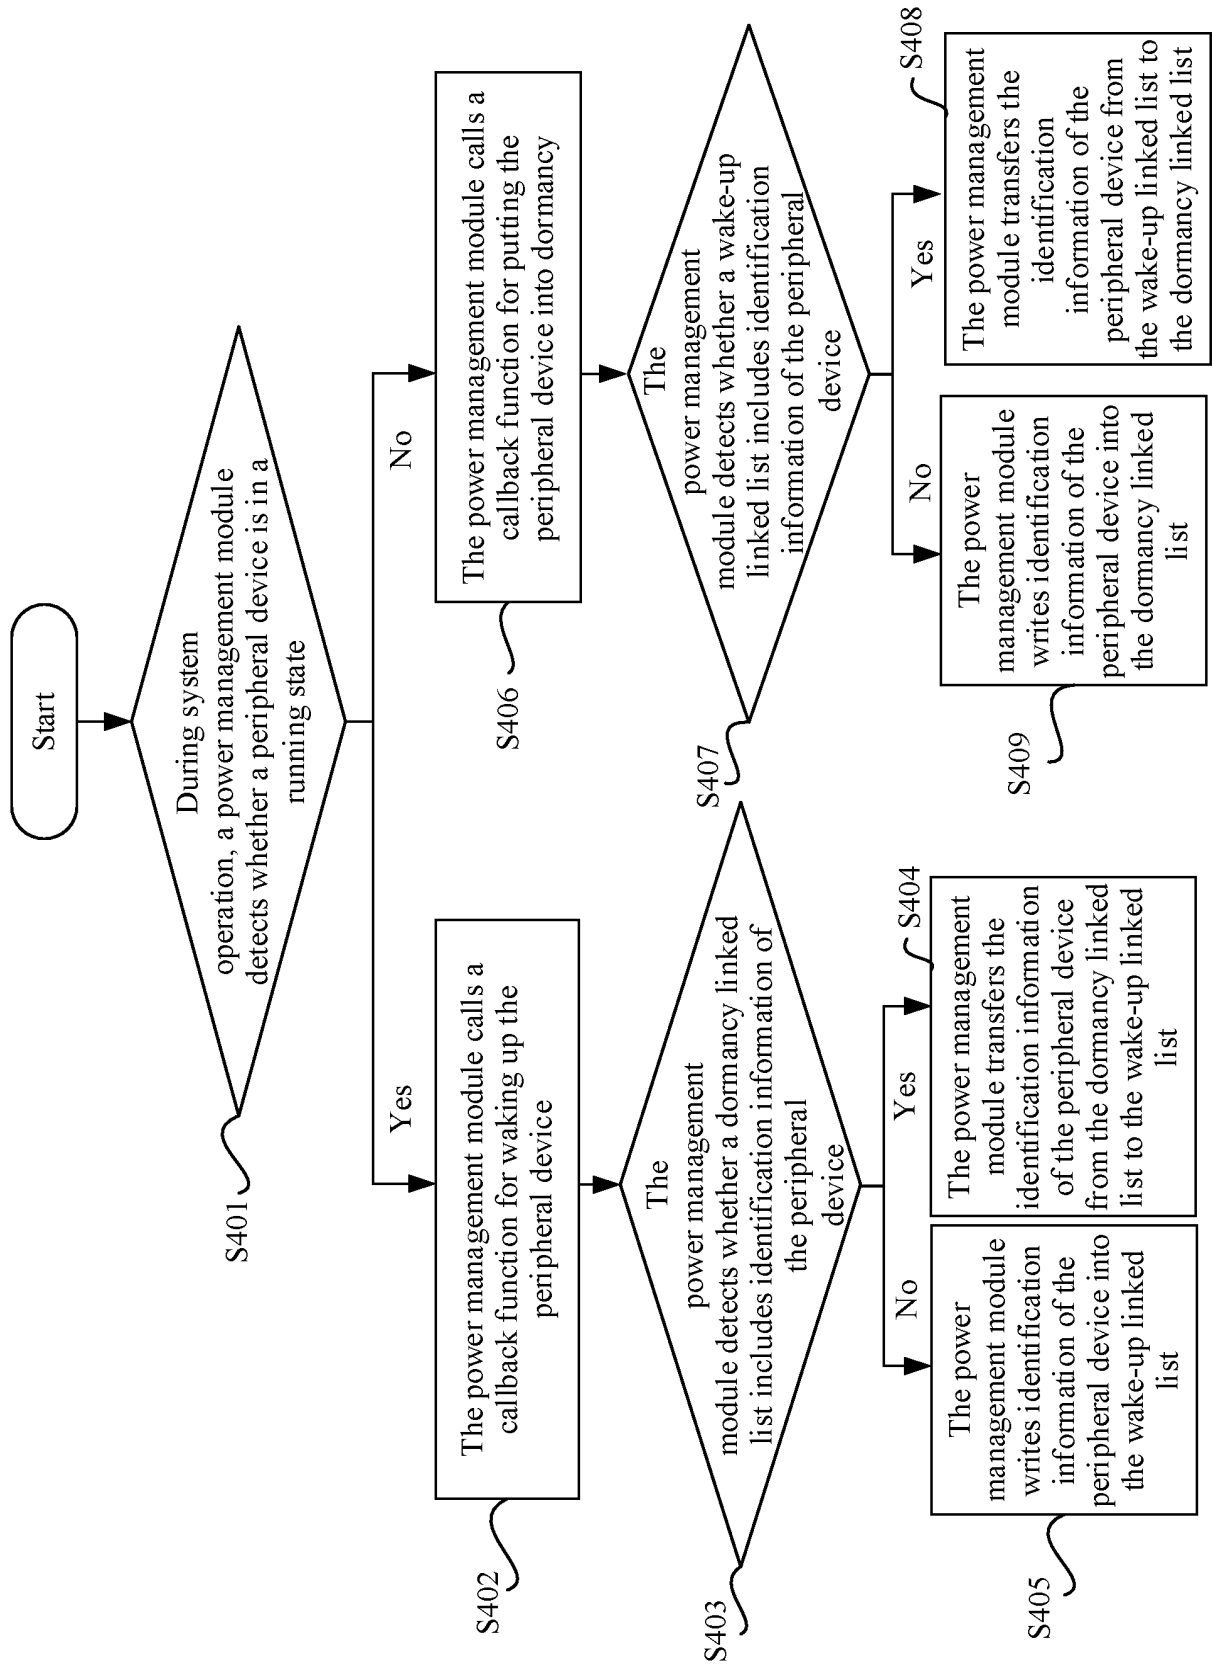 Start
During system
operation, a power management module
detects whether a peripheral device is in a
running state
S401
Yes
No
The power management module calls a
callback function for waking up the
peripheral device
S402
The power management module calls a
callback function for putting the
peripheral device into dormancy
S406
The
power management
module detects whether a dormancy linked
list includes identification information of
the peripheral
device
S403
The
power management
module detects whether a wake-up
linked list includes identification
information of the peripheral
device
S407
No
Yes
No
Yes
The power
management module
writes identification
information of the
peripheral device into
the wake-up linked
list
S405
The power management
module transfers the
identification information
of the peripheral device
from the dormancy linked
list to the wake-up linked
list
S404
The power
management module
writes identification
information of the
peripheral device into
the dormancy linked
list
S409
The power management
module transfers the
identification
information of the
peripheral device from
the wake-up linked list to
the dormancy linked list
S408